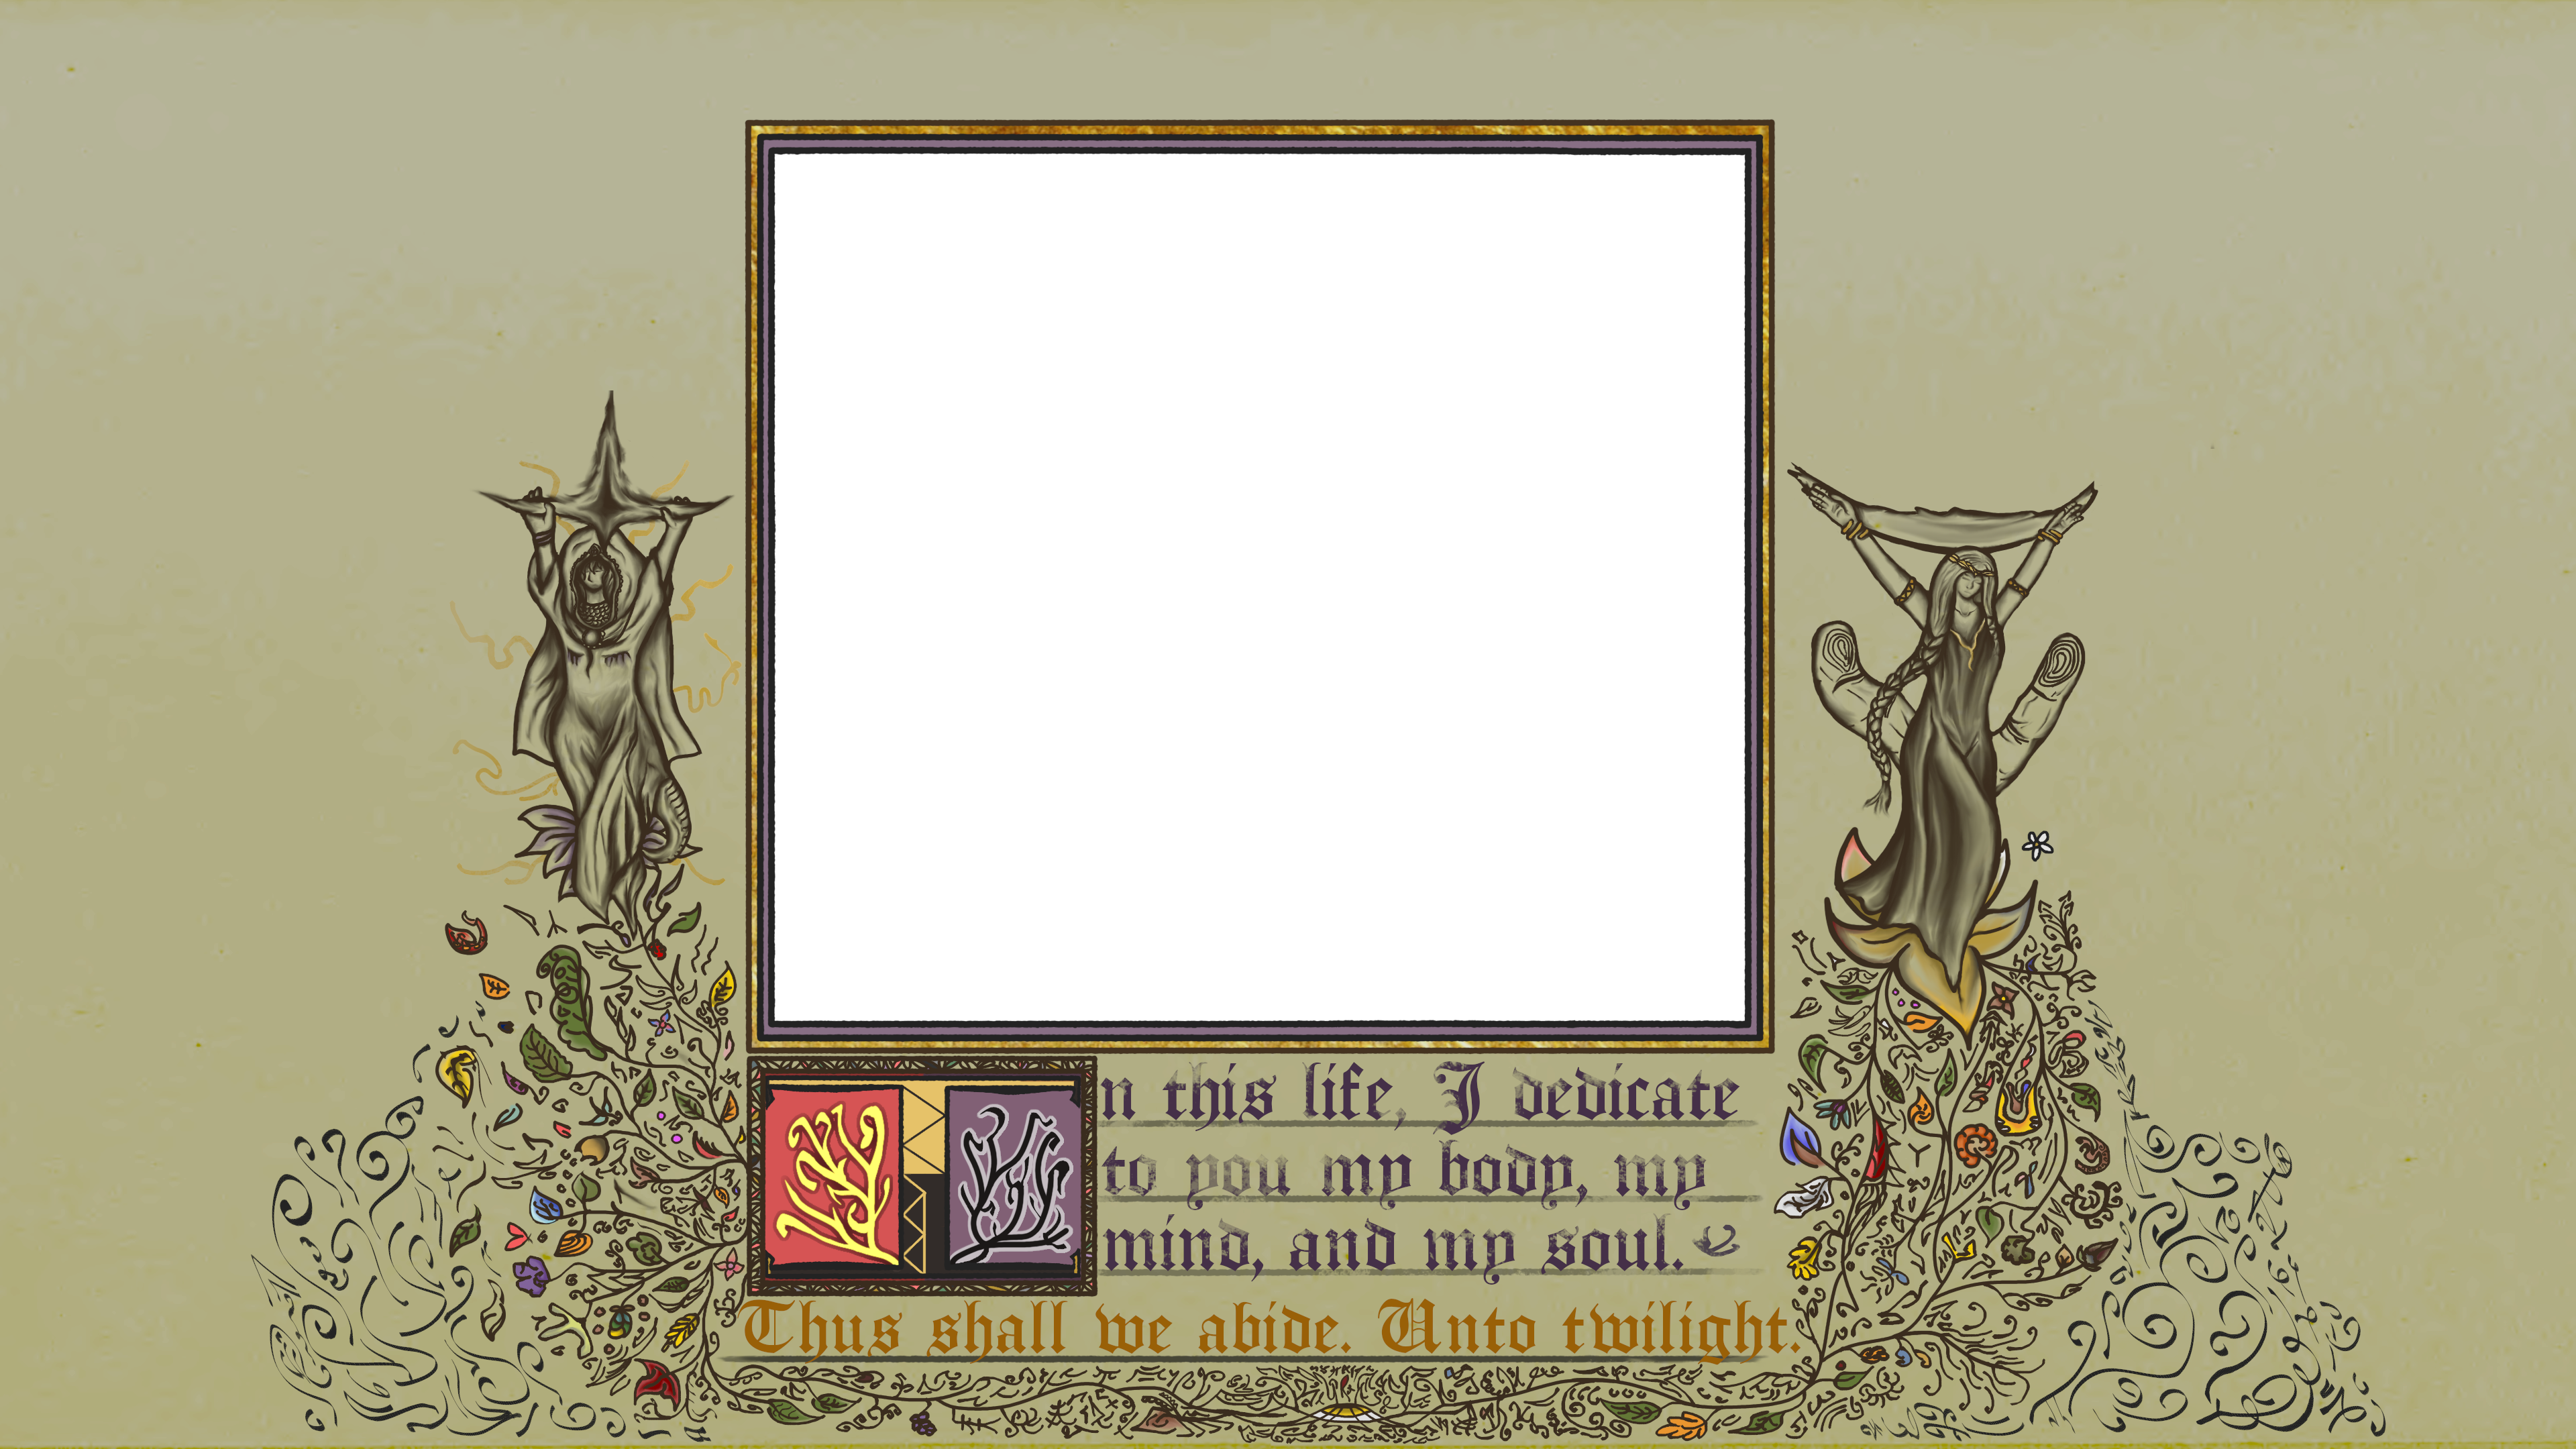 n this life, I dedicate
to you my body, my
mind, and my soul.
Thus shall we abide. Unto twilight.